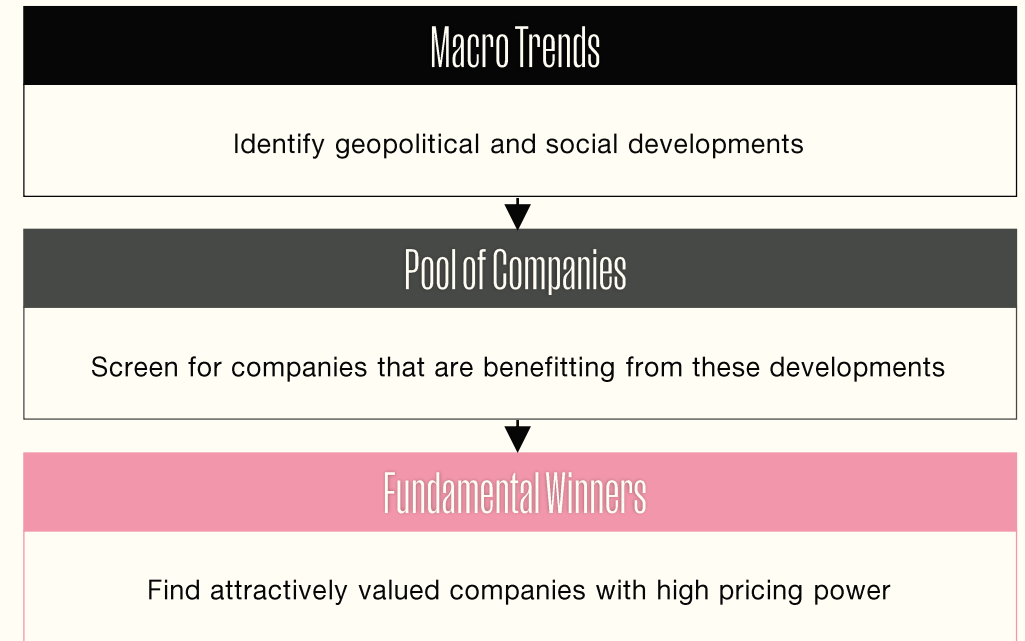 Macro Trends
Identify geopolitical and social developments
Pool of Companies
Screen for companies that are benefitting from these developments
Fundamental Winners
Find attractively valued companies with high pricing power